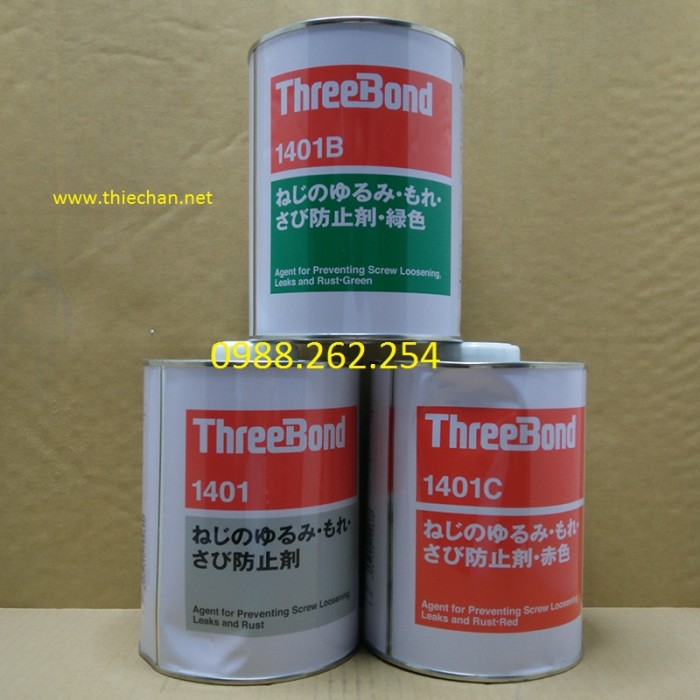 ThreeBond
1401B
ねじのゆるみ・もれ・
さび防止剤・緑色
Agent for Preventing Screw Loosening,
Leaks and Rust·Green
www.thiechan.net
0988.262.254
ThreeBond
1401
ねじのゆるみ・もれ・
さび防止剤
Agent for Preventing Screw Loosening,
Leaks and Rust
ThreeBond
1401C
ねじのゆるみ・もれ・
さび防止剤・赤色
Agent for Preventing Screw Loosening,
Leaks and Rust·Red